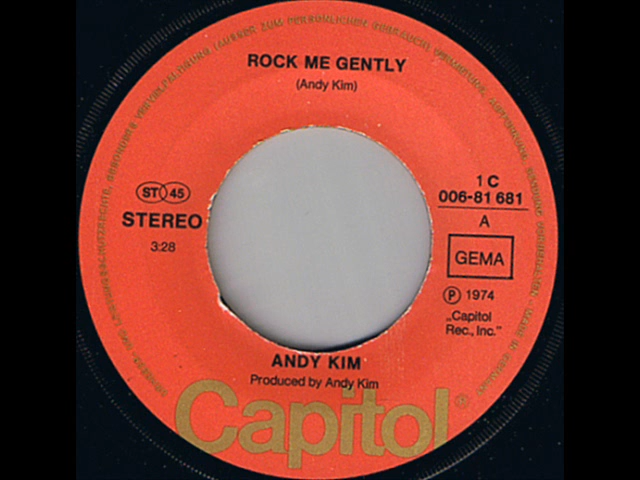 ROCK ME GENTLY
(Andy Kim)
ST 45
STEREO
3:28
1 C
006-81 681
A
GEMA
Ⓟ 1974
„Capitol
Rec., Inc.”
ANDY KIM
Produced by Andy Kim
Capitol®